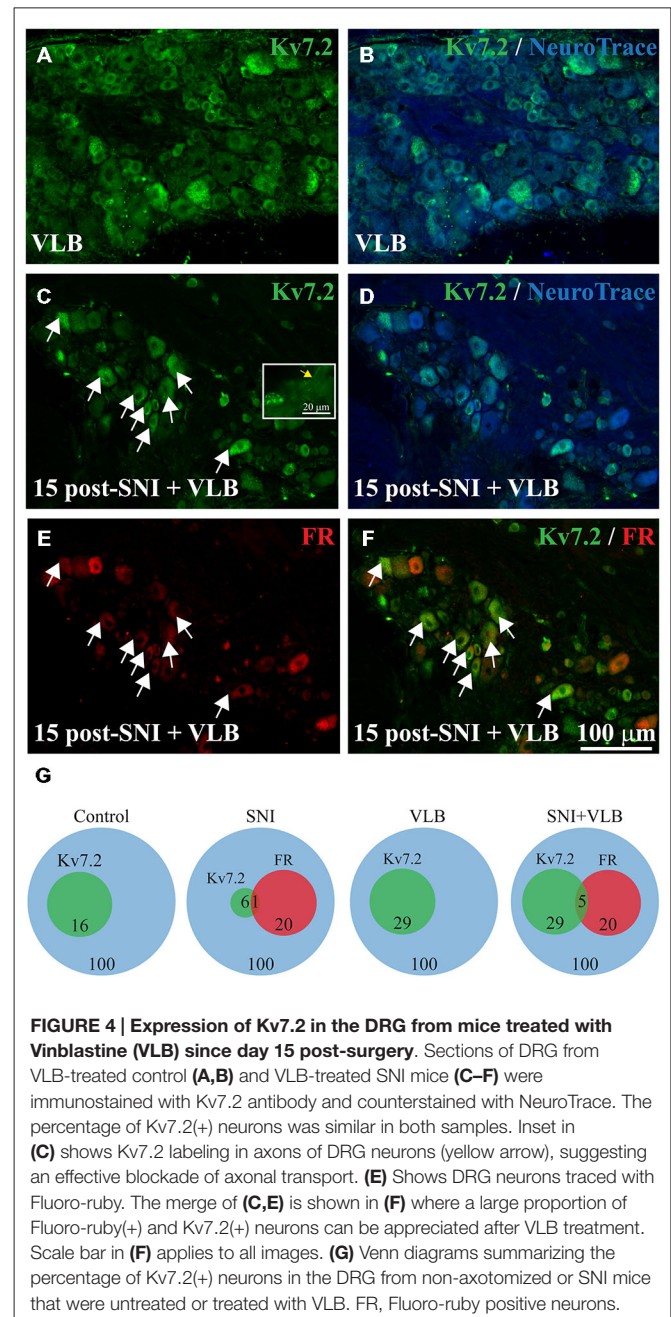 A
Kv7.2
VLB
B
Kv7.2 / NeuroTrace
VLB
C
Kv7.2
20 µm
15 post-SNI + VLB
D
Kv7.2 / NeuroTrace
15 post-SNI + VLB
E
FR
15 post-SNI + VLB
F
Kv7.2 / FR
15 post-SNI + VLB
100 µm
G
Control
SNI
VLB
SNI+VLB
Kv7.2
16
100
Kv7.2
FR
6
1
20
100
Kv7.2
29
100
Kv7.2
FR
29
5
20
100
FIGURE 4 | Expression of Kv7.2 in the DRG from mice treated with
Vinblastine (VLB) since day 15 post-surgery. Sections of DRG from
VLB-treated control (A,B) and VLB-treated SNI mice (C–F) were
immunostained with Kv7.2 antibody and counterstained with NeuroTrace. The
percentage of Kv7.2(+) neurons was similar in both samples. Inset in
(C) shows Kv7.2 labeling in axons of DRG neurons (yellow arrow), suggesting
an effective blockade of axonal transport. (E) Shows DRG neurons traced with
Fluoro-ruby. The merge of (C,E) is shown in (F) where a large proportion of
Fluoro-ruby(+) and Kv7.2(+) neurons can be appreciated after VLB treatment.
Scale bar in (F) applies to all images. (G) Venn diagrams summarizing the
percentage of Kv7.2(+) neurons in the DRG from non-axotomized or SNI mice
that were untreated or treated with VLB. FR, Fluoro-ruby positive neurons.